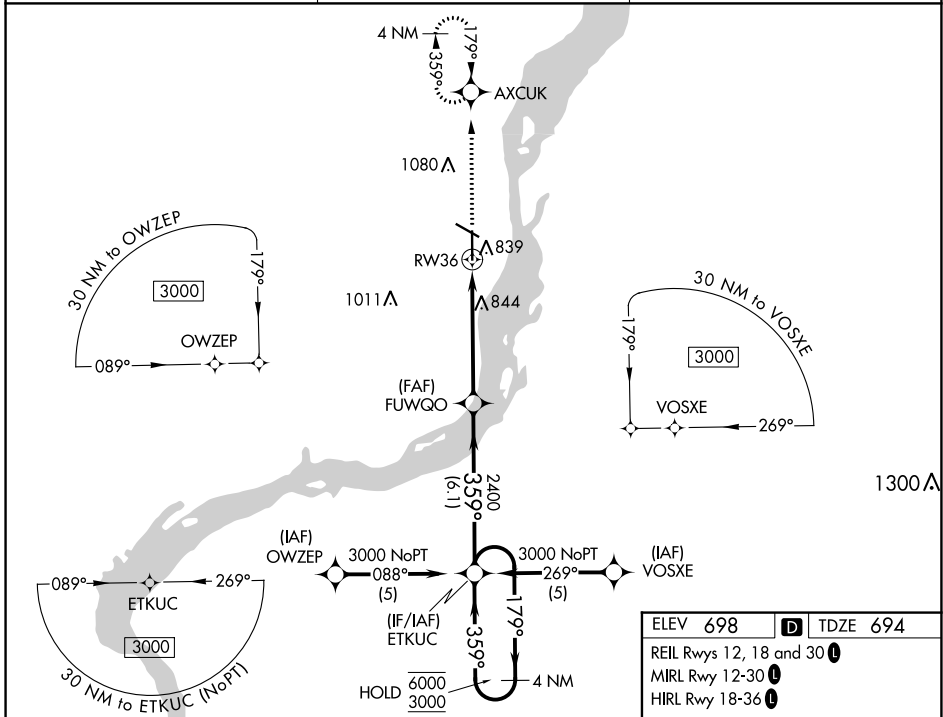 4 NM
359°
179°
AXCUK
1080
30 NM to OWZEP
179°
3000
OWZEP
089°
RW36
839
1011
844
30 NM to VOSXE
179°
3000
VOSXE
269°
(FAF)
FUWQO
2400
359°
(6.1)
1300
(IAF)
OWZEP
3000 NoPT
088°
(5)
3000 NoPT
269°
(5)
(IAF)
VOSXE
(IF/IAF)
ETKUC
359°
179°
HOLD
6000
3000
4 NM
089°
269°
ETKUC
3000
30 NM to ETKUC (NoPT)
ELEV 698 D TDZE 694
REIL Rwys 12, 18 and 30 L
MIRL Rwy 12-30 L
HIRL Rwy 18-36 L